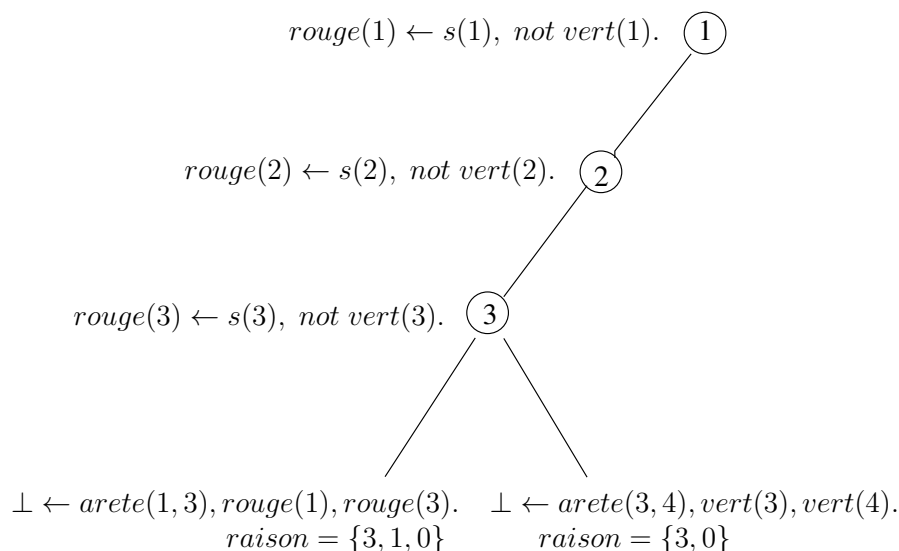 rouge(1) ← s(1), not vert(1). 1
rouge(2) ← s(2), not vert(2). 2
rouge(3) ← s(3), not vert(3). 3
⊥ ← arete(1, 3), rouge(1), rouge(3). ⊥ ← arete(3, 4), vert(3), vert(4).
raison = {3, 1, 0} raison = {3, 0}